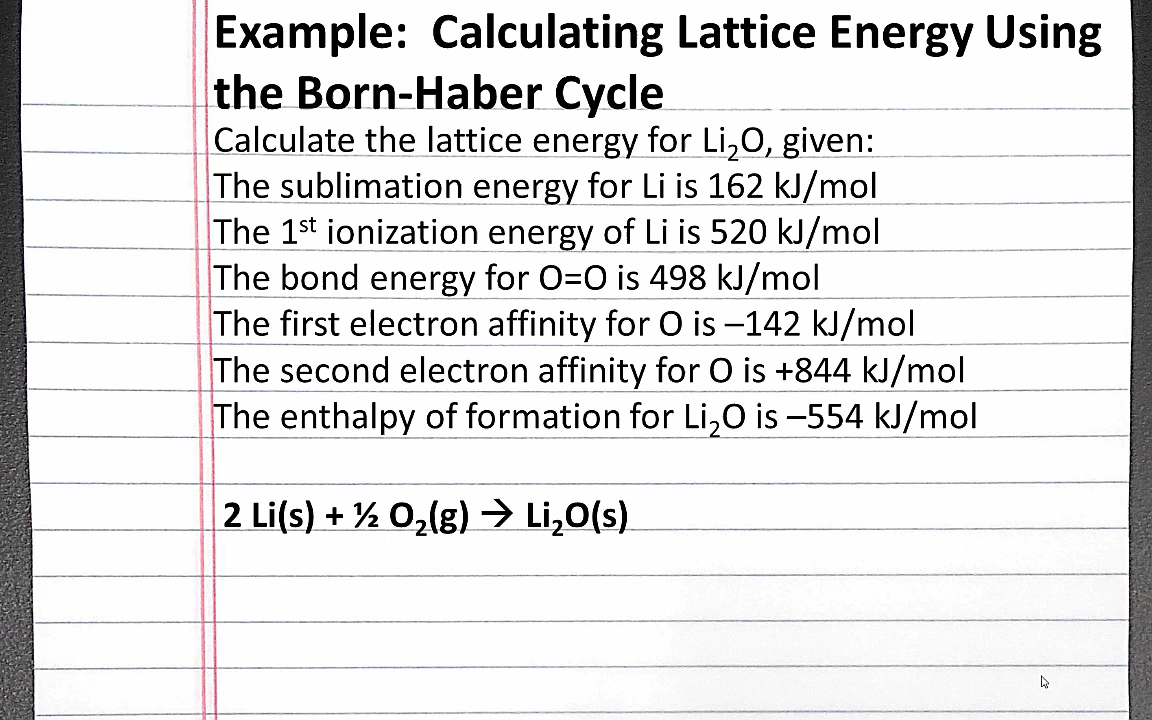 Example:  Calculating Lattice Energy Using
the Born-Haber Cycle
Calculate the lattice energy for Li₂O, given:
The sublimation energy for Li is 162 kJ/mol
The 1ˢᵗ ionization energy of Li is 520 kJ/mol
The bond energy for O=O is 498 kJ/mol
The first electron affinity for O is –142 kJ/mol
The second electron affinity for O is +844 kJ/mol
The enthalpy of formation for Li₂O is –554 kJ/mol
2 Li(s) + ½ O₂(g) → Li₂O(s)